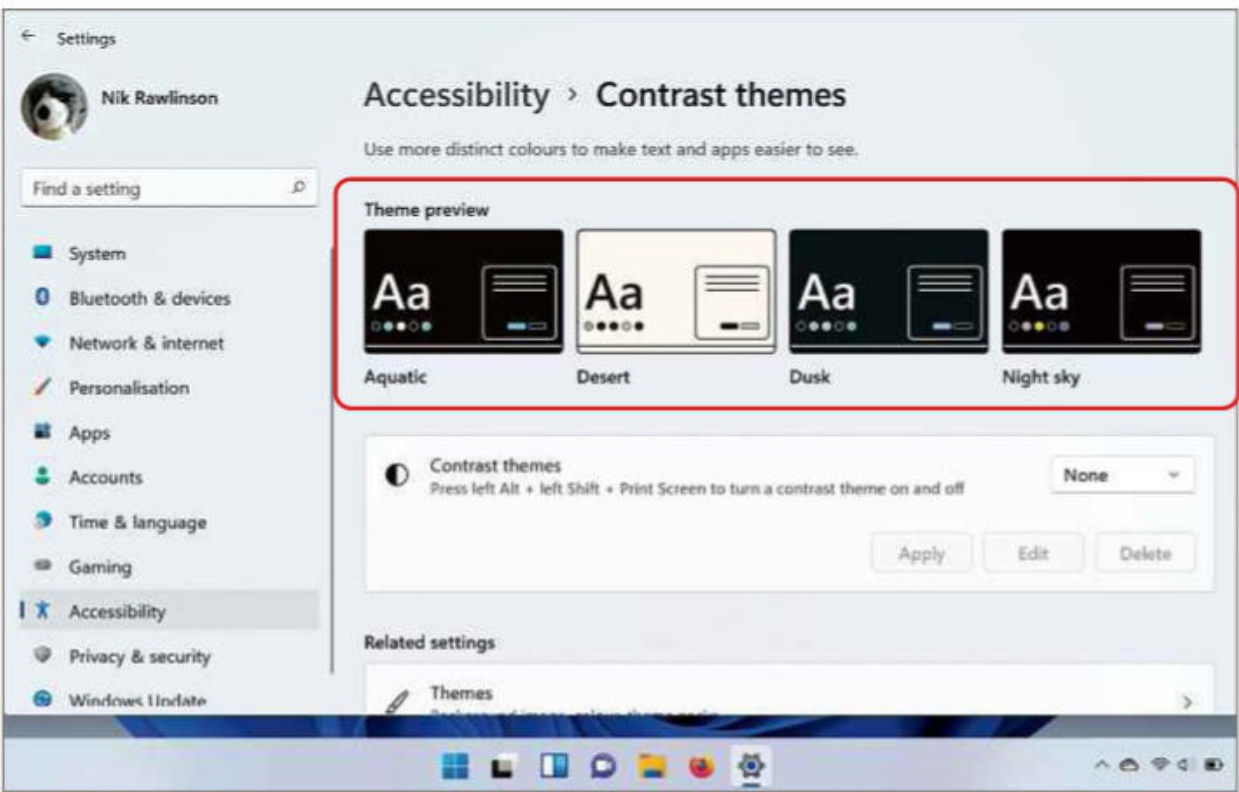 Settings
Nik Rawlinson
Find a setting
System
Bluetooth & devices
Network & internet
Personalisation
Apps
Accounts
Time & language
Gaming
Accessibility
Privacy & security
Windows Update
Accessibility > Contrast themes
Use more distinct colours to make text and apps easier to see.
Theme preview
Aa Aa Aa Aa
Aquatic Desert Dusk Night sky
Contrast themes
Press left Alt + left Shift + Print Screen to turn a contrast theme on and off
None
Apply Edit Delete
Related settings
Themes